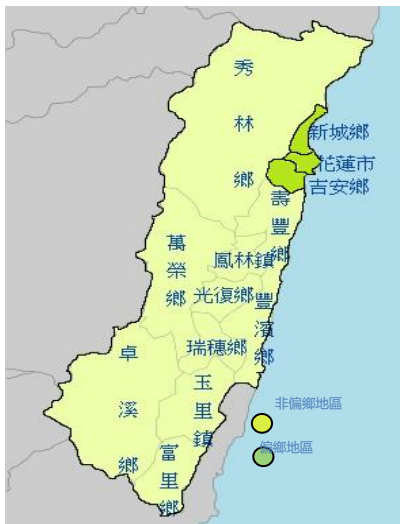 秀林鄉
新城鄉
花蓮市
吉安鄉
壽豐鄉
萬榮鄉
鳳林鎮
光復鄉
豐濱鄉
瑞穗鄉
卓溪鄉
玉里鎮
富里鄉
非偏鄉地區
偏鄉地區